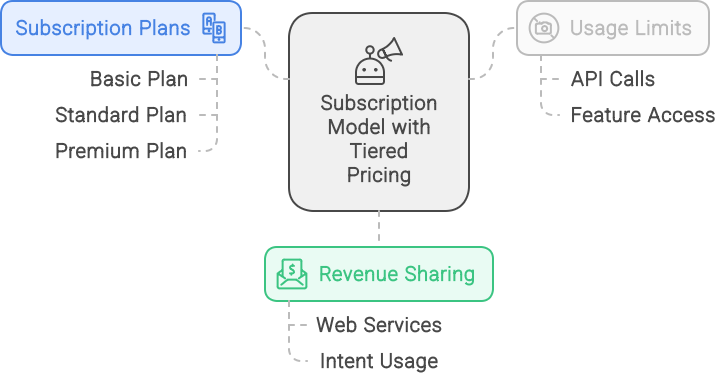 Subscription Plans
A
B
Basic Plan
Standard Plan
Premium Plan
Subscription
Model with
Tiered
Pricing
Usage Limits
API Calls
Feature Access
$
Revenue Sharing
Web Services
Intent Usage